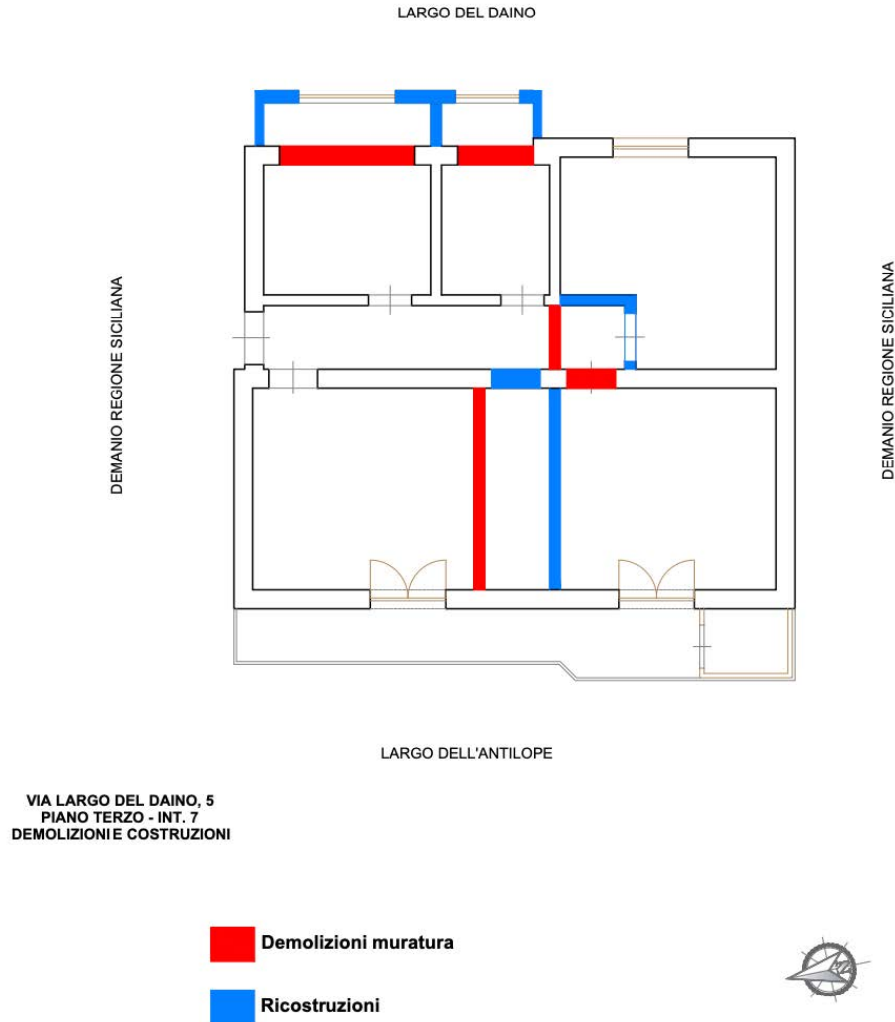 LARGO DEL DAINO
DEMANIO REGIONE SICILIANA
DEMANIO REGIONE SICILIANA
LARGO DELL'ANTILOPE
VIA LARGO DEL DAINO, 5
PIANO TERZO - INT. 7
DEMOLIZIONI E COSTRUZIONI
Demolizioni muratura
Ricostruzioni